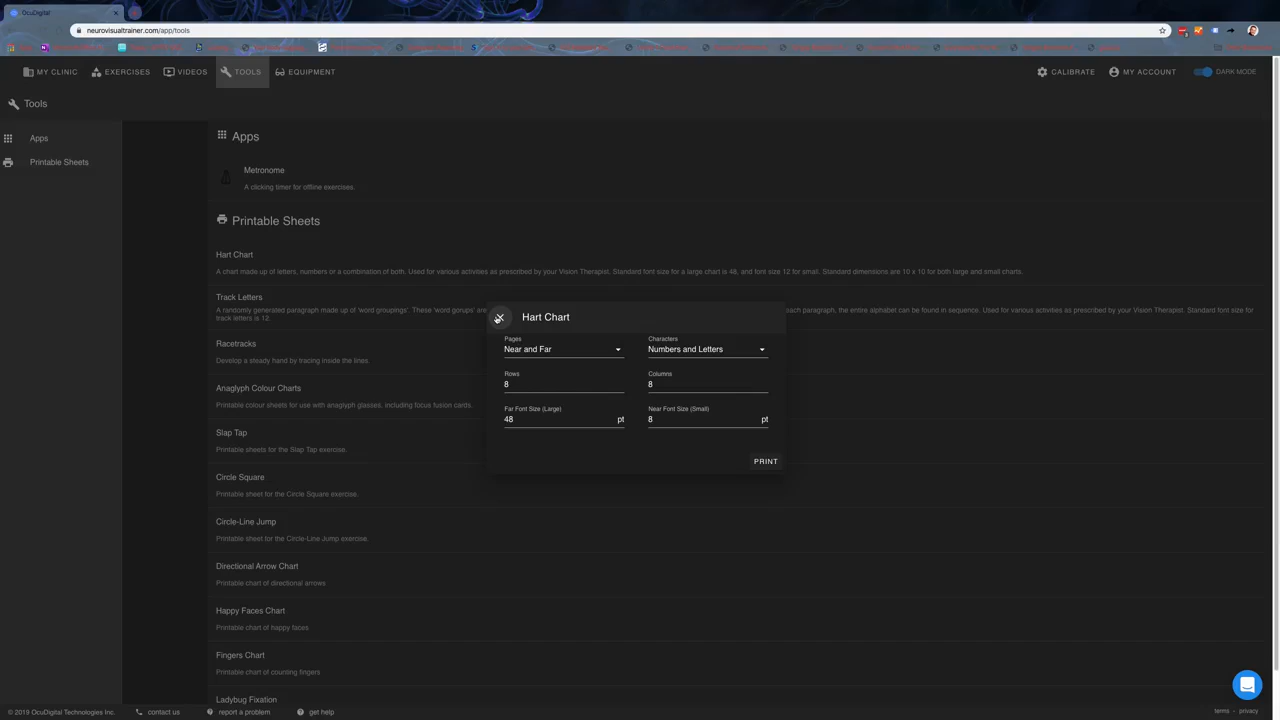 OcuDigital
neurovisualtrainer.com/app/tools
MY CLINIC
EXERCISES
VIDEOS
TOOLS
EQUIPMENT
CALIBRATE
MY ACCOUNT
DARK MODE
Tools
Apps
Printable Sheets
Apps
Metronome
A clicking timer for offline exercises.
Printable Sheets
Hart Chart
A chart made up of letters, numbers or a combination of both. Used for various activities as prescribed by your Vision Therapist. Standard font size for a large chart is 48, and font size 12 for small. Standard dimensions are 10 x 10 for both large and small charts.
Track Letters
A randomly generated paragraph made up of 'word groupings'. These 'word gorups' are
each paragraph, the entire alphabet can be found in sequence. Used for various activities as prescribed by your Vision Therapist. Standard font size for
track letters is 12.
Racetracks
Develop a steady hand by tracing inside the lines
Anaglyph Colour Charts
Printable colour sheets for use with anaglyph glasses, including focus fusion cards.
Slap Tap
Printable sheets for the Slap Tap exercise.
Circle Square
Printable sheet for the Circle Square exercise.
Circle-Line Jump
Printable sheet for the Circle-Line Jump exercise.
Directional Arrow Chart
Printable chart of directional arrows
Happy Faces Chart
Printable chart of happy faces
Fingers Chart
Printable chart of counting fingers
Ladybug Fixation
Hart Chart
Pages
Near and Far
Characters
Numbers and Letters
Rows
8
Columns
8
Far Font Size (Large)
48 pt
Near Font Size (Small)
8 pt
PRINT
© 2019 OcuDigital Technologies Inc.
contact us
report a problem
get help
terms - privacy